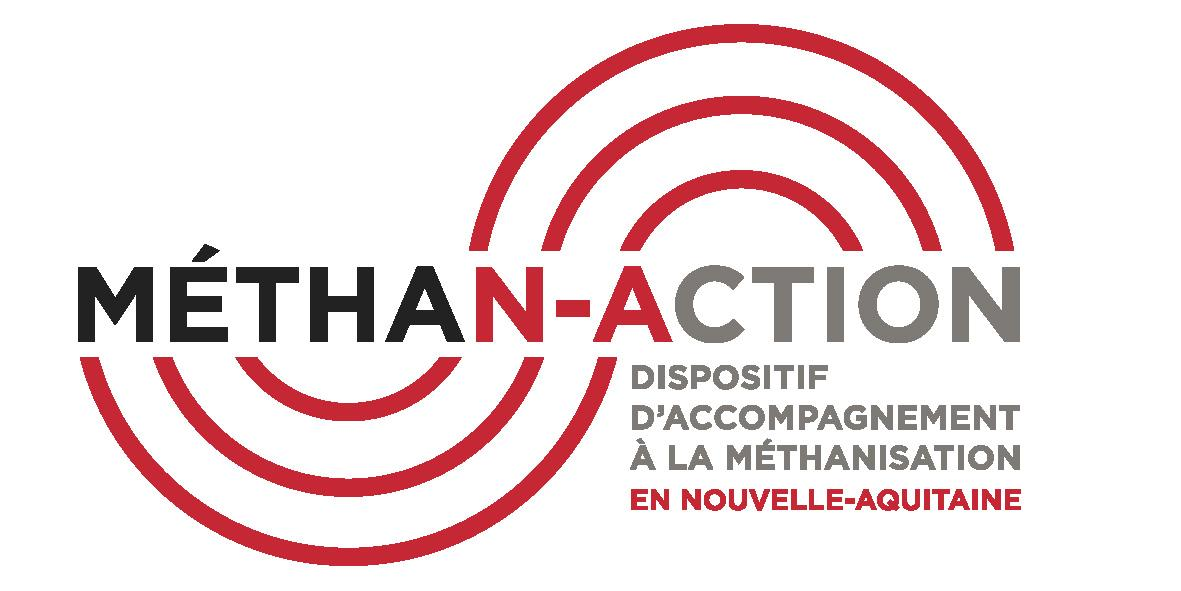 MÉTHAN-ACTION
DISPOSITIF
D'ACCOMPAGNEMENT
À LA MÉTHANISATION
EN NOUVELLE-AQUITAINE